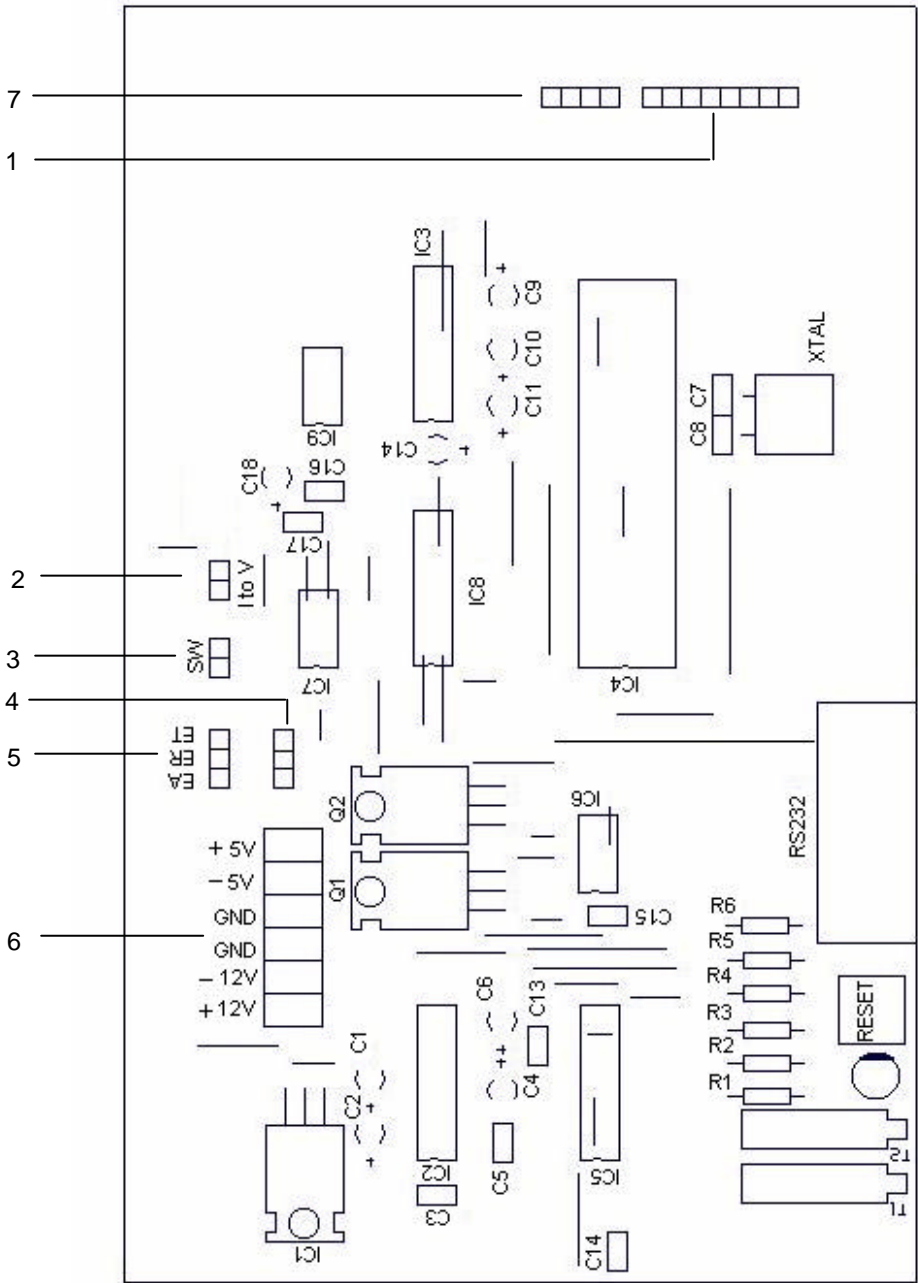 7
1
IC3
C9
C10
C11
XTAL
C7
C8
IC9
C14
C18
C16
C17
2
I to V
IC8
3
SW
IC7
IC4
4
5
ET
ER
EA
Q2
IC6
RS232
+ 5V
− 5V
Q1
GND
C15
R6
6
GND
R5
− 12V
R4
+ 12V
C6
C13
R3
RESET
C1
R2
C2
C4
R1
T2
IC2
C5
IC5
C3
T1
IC1
C14